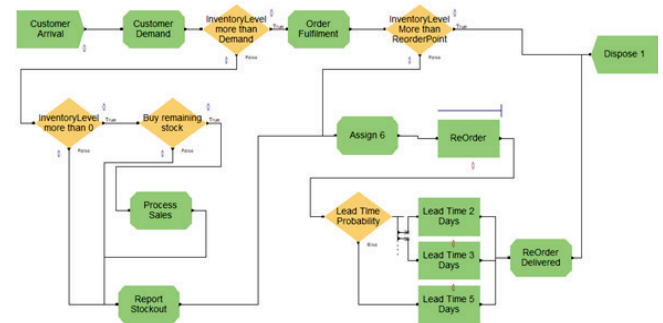 Customer
Arrival
Customer
Demand
InventoryLevel
more than
Demand
True
False
Order
Fulfilment
InventoryLevel
More than
ReorderPoint
True
False
Dispose 1
InventoryLevel
more than 0
True
False
Buy remaining
stock
True
False
Assign 6
ReOrder
Process
Sales
Lead Time
Probability
Else
Lead Time 2
Days
Lead Time 3
Days
Lead Time 5
Days
ReOrder
Delivered
Report
Stockout